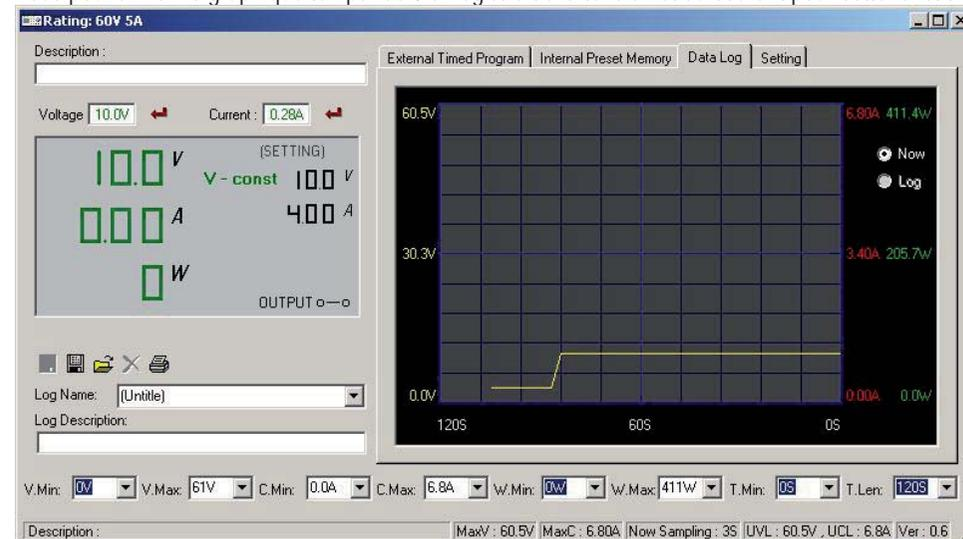 Rating: 60V 5A
Description :
External Timed Program Internal Preset Memory Data Log Setting
Voltage 10.0V Current : 0.28A
10.0 V
(SETTING)
V - const 10.0 V
0.00 A
4.00 A
0 W
OUTPUT
60.5V
6.80A 411.4W
Now
Log
30.3V
3.40A 205.7W
0.0V
0.00A 0.0W
120S 60S 0S
Log Name: (Untitle)
Log Description:
V.Min: 0V V.Max: 61V C.Min: 0.0A C.Max: 6.8A W.Min: 0W W.Max: 411W T.Min: 0S T.Len: 120S
Description : MaxV : 60.5V MaxC : 6.80A Now Sampling : 3S UVL : 60.5V , UCL : 6.8A Ver : 0.6